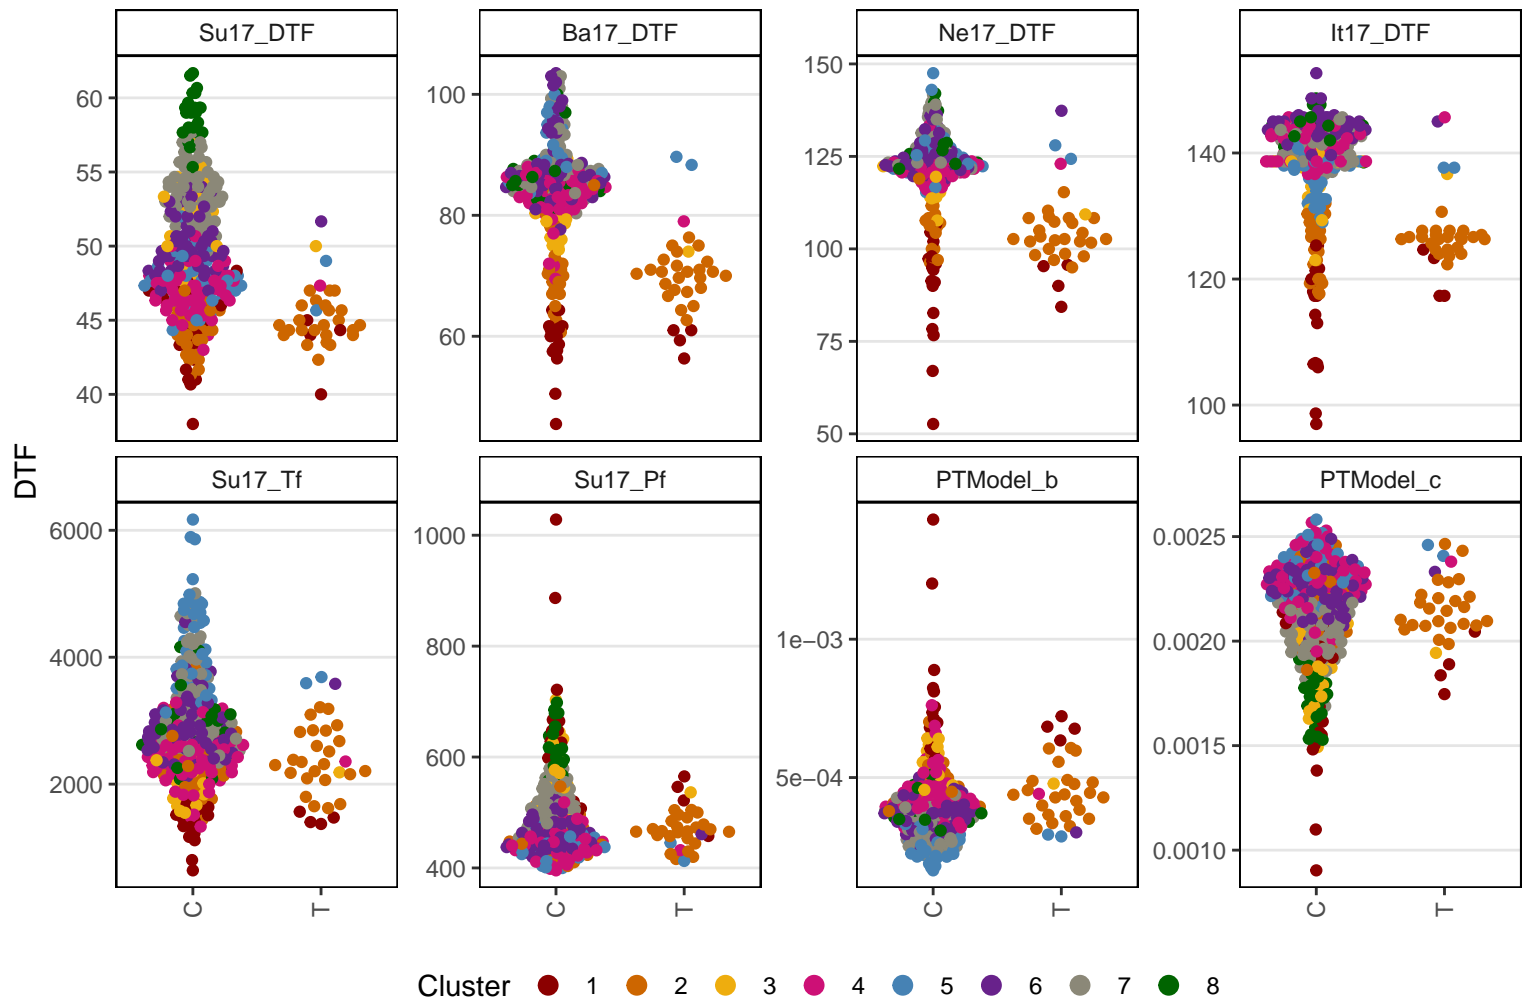 Su17_DTF Ba17_DTF Ne17_DTF It17_DTF
60 55 50 45 40
100 80 60
150 125 100 75 50
140 120 100
DTF
Su17_Tf Su17_Pf PTModel_b PTModel_c
6000 4000 2000
1000 800 600 400
1e−03 5e−04
0.0025 0.0020 0.0015 0.0010
C T C T C T C T
Cluster 1 2 3 4 5 6 7 8